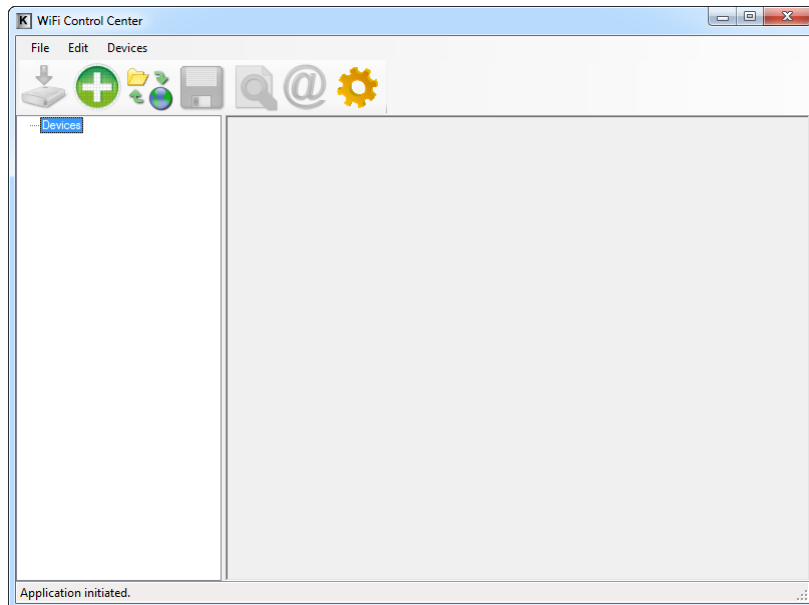 K WiFi Control Center
File Edit Devices
@
Devices
Application initiated.